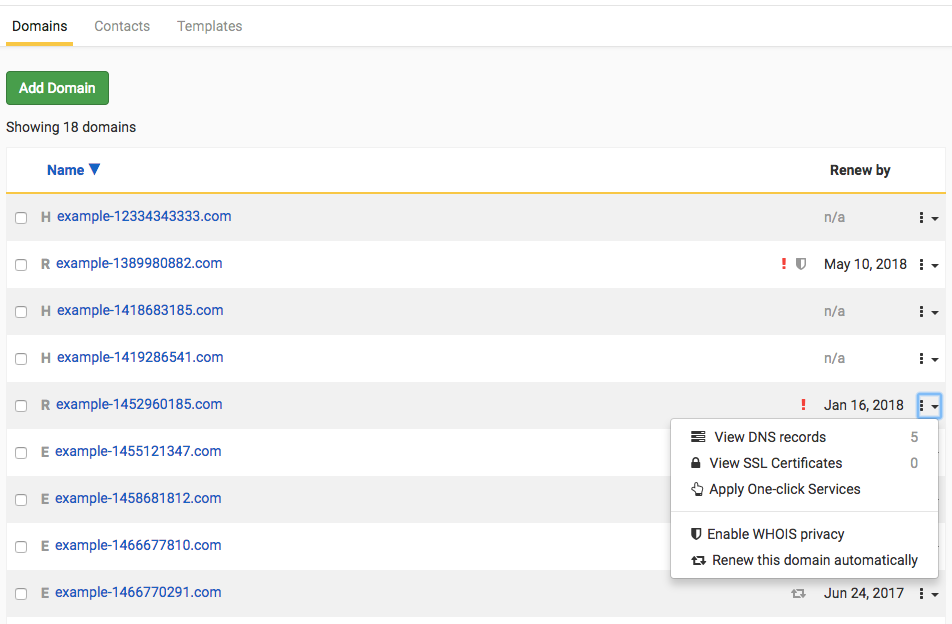 Domains Contacts Templates
Add Domain
Showing 18 domains
Name ▼ Renew by
H example-12334343333.com n/a
R example-1389980882.com ! May 10, 2018
H example-1418683185.com n/a
H example-1419286541.com n/a
R example-1452960185.com ! Jan 16, 2018
E example-1455121347.com
View DNS records 5
View SSL Certificates 0
Apply One-click Services
E example-1458681812.com
E example-1466677810.com
Enable WHOIS privacy
Renew this domain automatically
E example-1466770291.com Jun 24, 2017